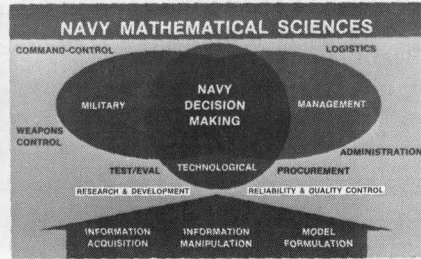 NAVY MATHEMATICAL SCIENCES
COMMAND-CONTROL
LOGISTICS
NAVY
DECISION
MAKING
MILITARY
MANAGEMENT
WEAPONS
CONTROL
ADMINISTRATION
TEST/EVAL
TECHNOLOGICAL
PROCUREMENT
RESEARCH & DEVELOPMENT
RELIABILITY & QUALITY CONTROL
INFORMATION
ACQUISITION
INFORMATION
MANIPULATION
MODEL
FORMULATION